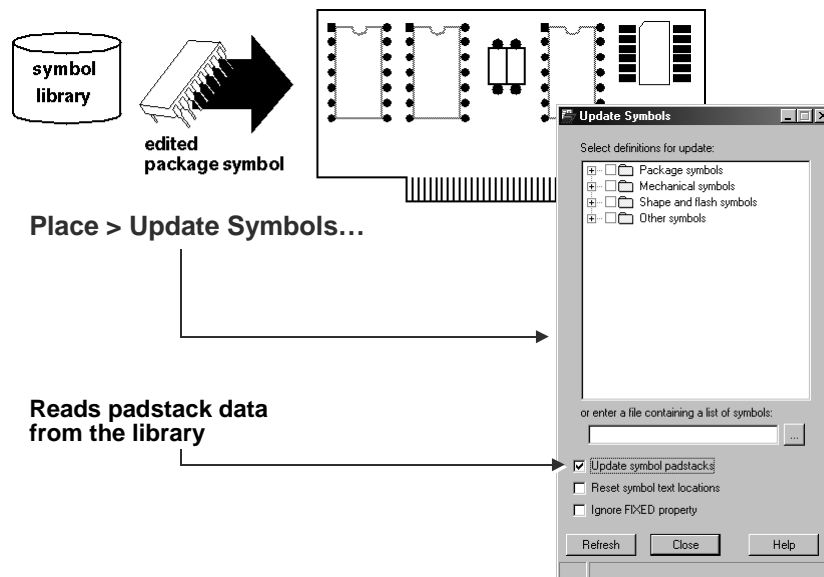 symbol
library
edited
package symbol
Place > Update Symbols…
Reads padstack data
from the library
Update Symbols
Select definitions for update:
Package symbols
Mechanical symbols
Shape and flash symbols
Other symbols
or enter a file containing a list of symbols:
...
Update symbol padstacks
Reset symbol text locations
Ignore FIXED property
Refresh Close Help